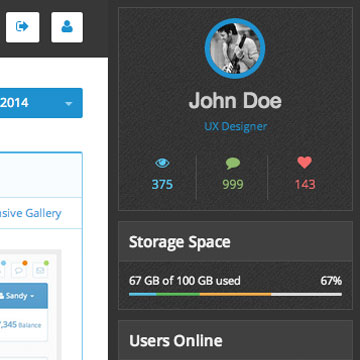 2014
sive Gallery
Sandy
,345 Balance
John Doe
UX Designer
375
999
143
Storage Space
67 GB of 100 GB used
67%
Users Online